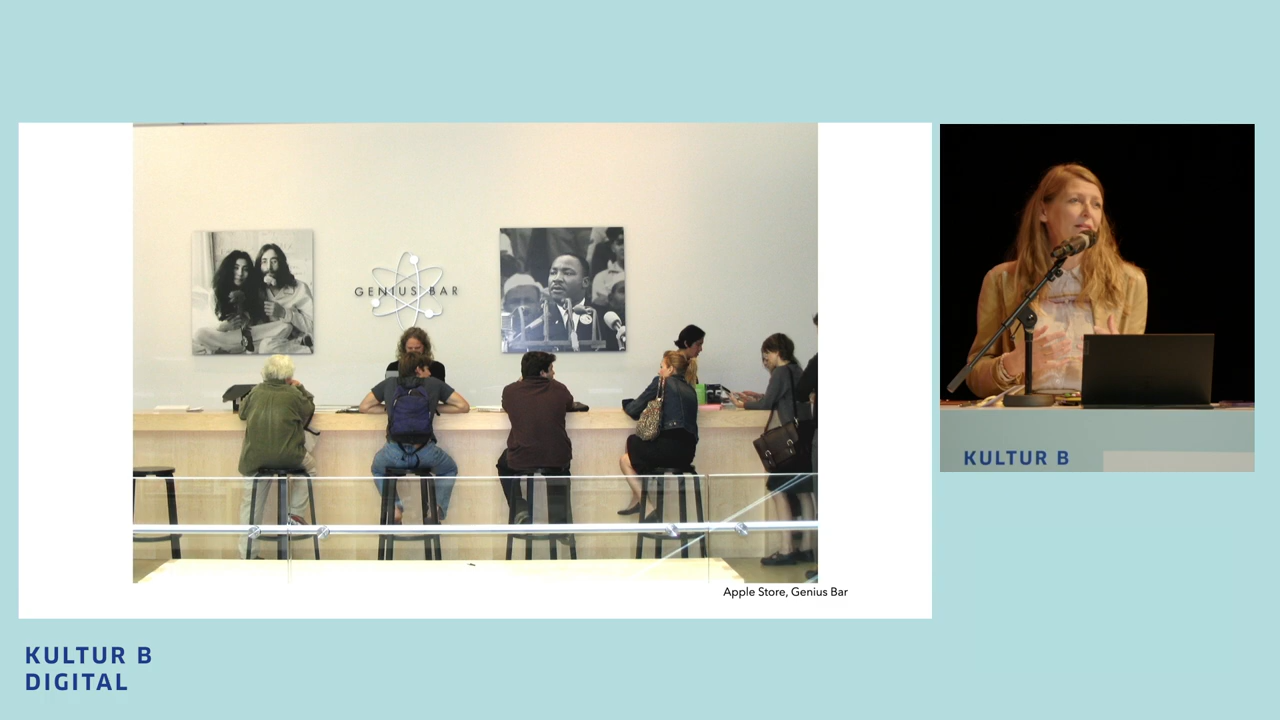 GENIUS BAR
Apple Store, Genius Bar
KULTUR B
KULTUR B
DIGITAL